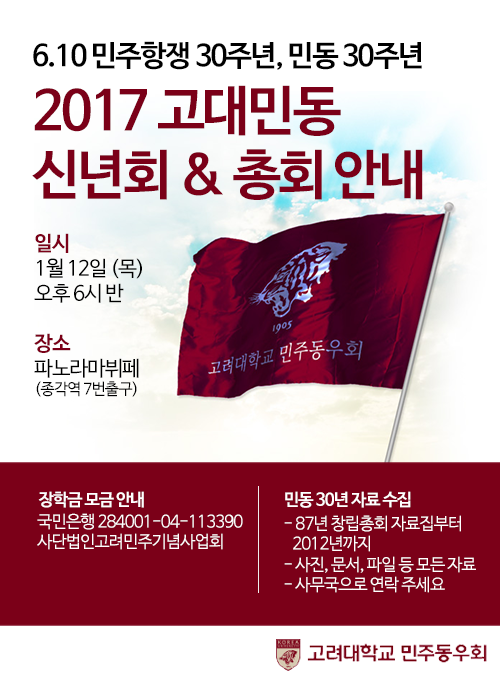 6.10 민주항쟁 30주년, 민동 30주년
2017 고대민동
신년회 & 총회 안내
일시
1월 12일 (목)
오후 6시 반
장소
파노라마뷔페
(종각역 7번출구)
1905
고려대학교 민주동우회
장학금 모금 안내
국민은행 284001-04-113390
사단법인고려민주기념사업회
민동 30년 자료 수집
- 87년 창립총회 자료집부터
2012년까지
- 사진, 문서, 파일 등 모든 자료
- 사무국으로 연락 주세요
KOREA
고려대학교 민주동우회